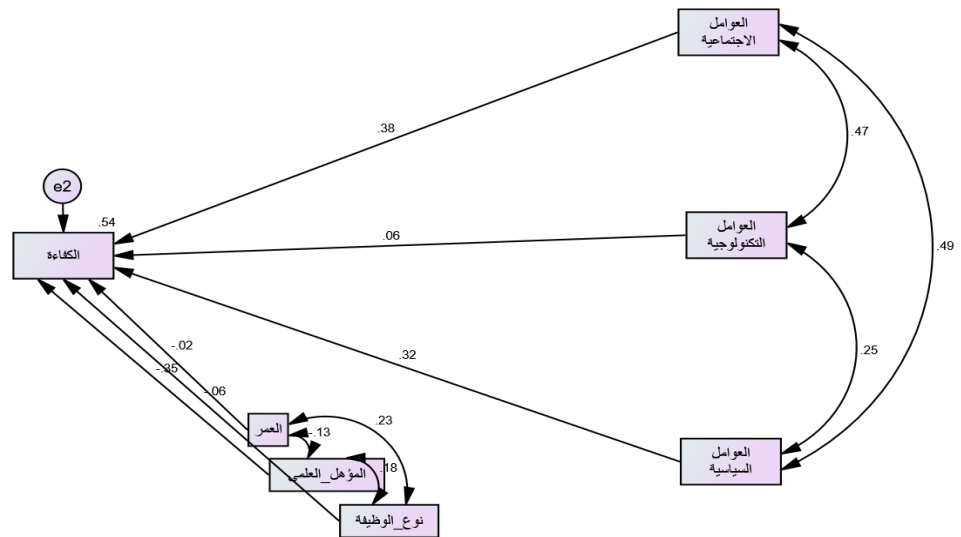 العوامل
الاجتماعية
.38
.47
e2
.54
الكفاءة
.06
العوامل
التكنولوجية
.49
-.02
-.35
-.06
.32
.25
العمر
-.13
.23
المؤهل_العلمي
.18
نوع_الوظيفة
العوامل
السياسية